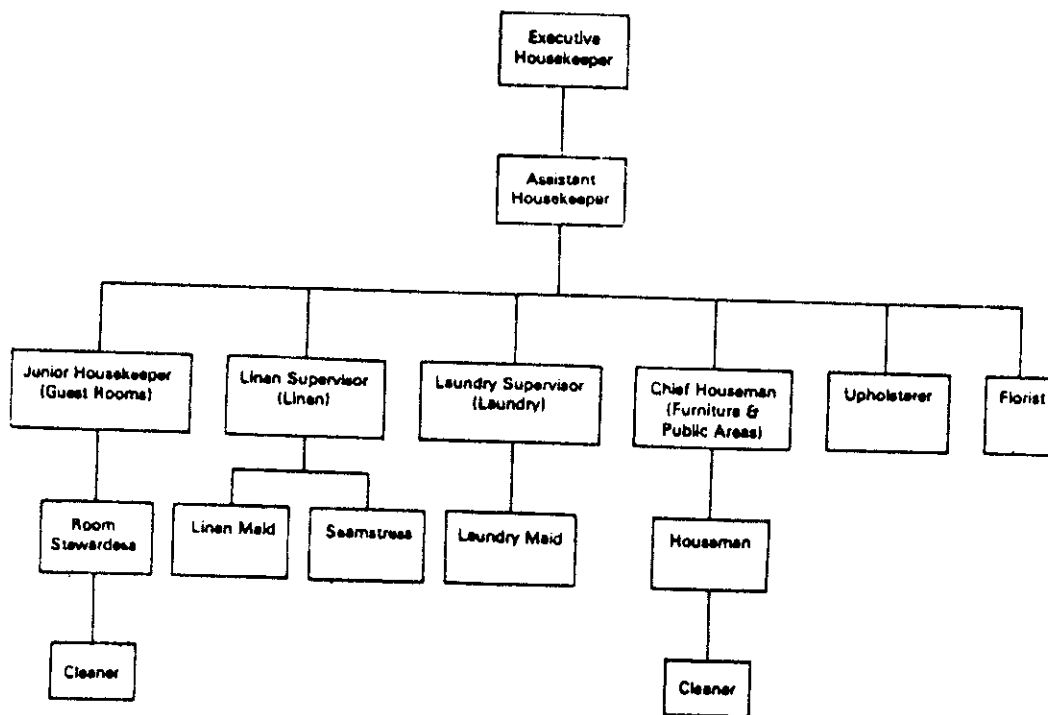 Executive
Housekeeper
Assistant
Housekeeper
Junior Housekeeper
(Guest Rooms)
Linen Supervisor
(Linen)
Laundry Supervisor
(Laundry)
Chief Houseman
(Furniture &
Public Areas)
Upholsterer
Florist
Room
Stewardess
Linen Maid
Seamstress
Laundry Maid
Houseman
Cleaner
Cleaner